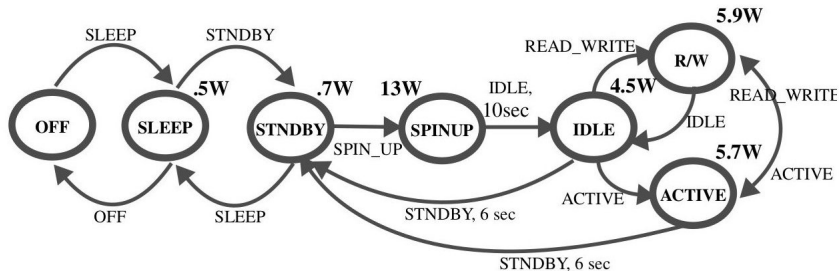 5.9W
SLEEP
STNDBY
READ_WRITE
R/W
.5W
.7W
13W
IDLE,
10sec
4.5W
READ_WRITE
OFF
SLEEP
STNDBY
SPINUP
IDLE
IDLE
SPIN_UP
5.7W
ACTIVE
ACTIVE
ACTIVE
OFF
SLEEP
STNDBY, 6 sec
STNDBY, 6 sec